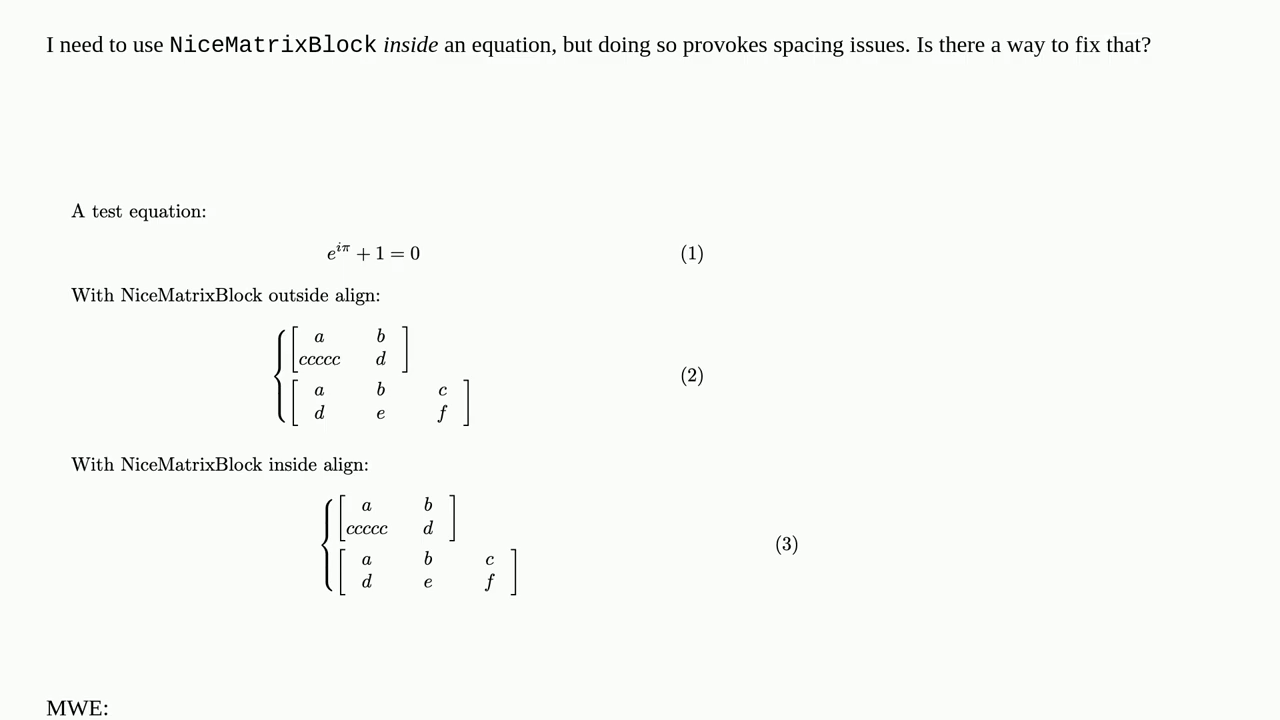 I need to use NiceMatrixBlock inside an equation, but doing so provokes spacing issues. Is there a way to fix that?
A test equation:
e^{iπ} + 1 = 0 (1)
With NiceMatrixBlock outside align:
a b
ccccc d
(2)
a b c
d e f
With NiceMatrixBlock inside align:
a b
ccccc d
(3)
a b c
d e f
MWE: